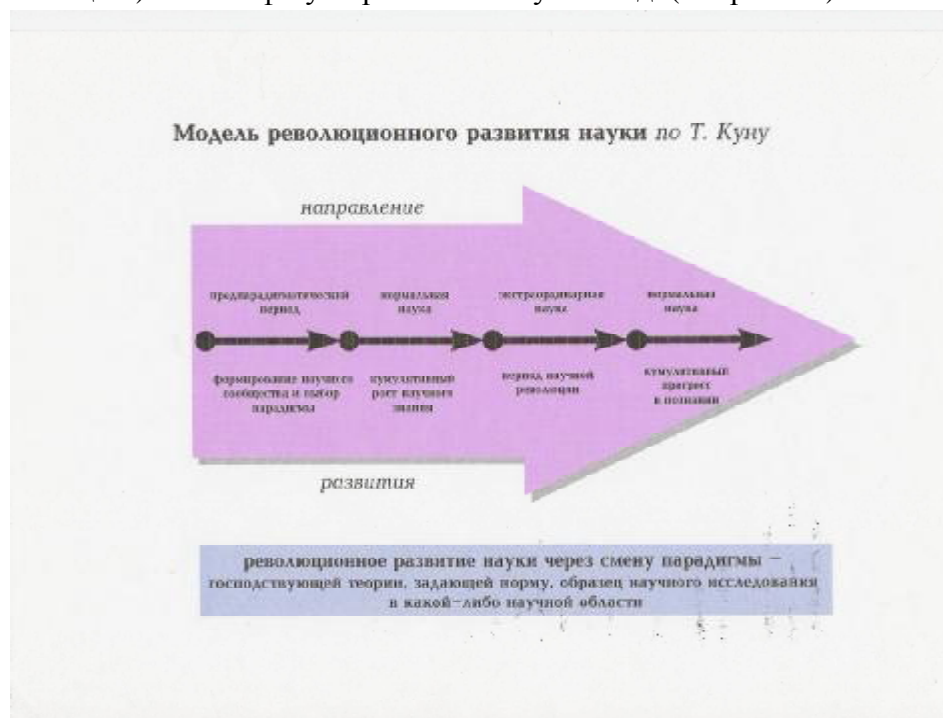 Модель революционного развития науки по Т. Куну
направление
предпарадигматический
период
нормальная
наука
экстраординарная
наука
нормальная
наука
формирование научного
сообщества и выбор
парадигмы
кумулятивный
рост научного
знания
период научной
революции
кумулятивный
прогресс
в познании
развития
революционное развитие науки через смену парадигмы —
господствующей теории, задающей норму, образец научного исследования
в какой-либо научной области